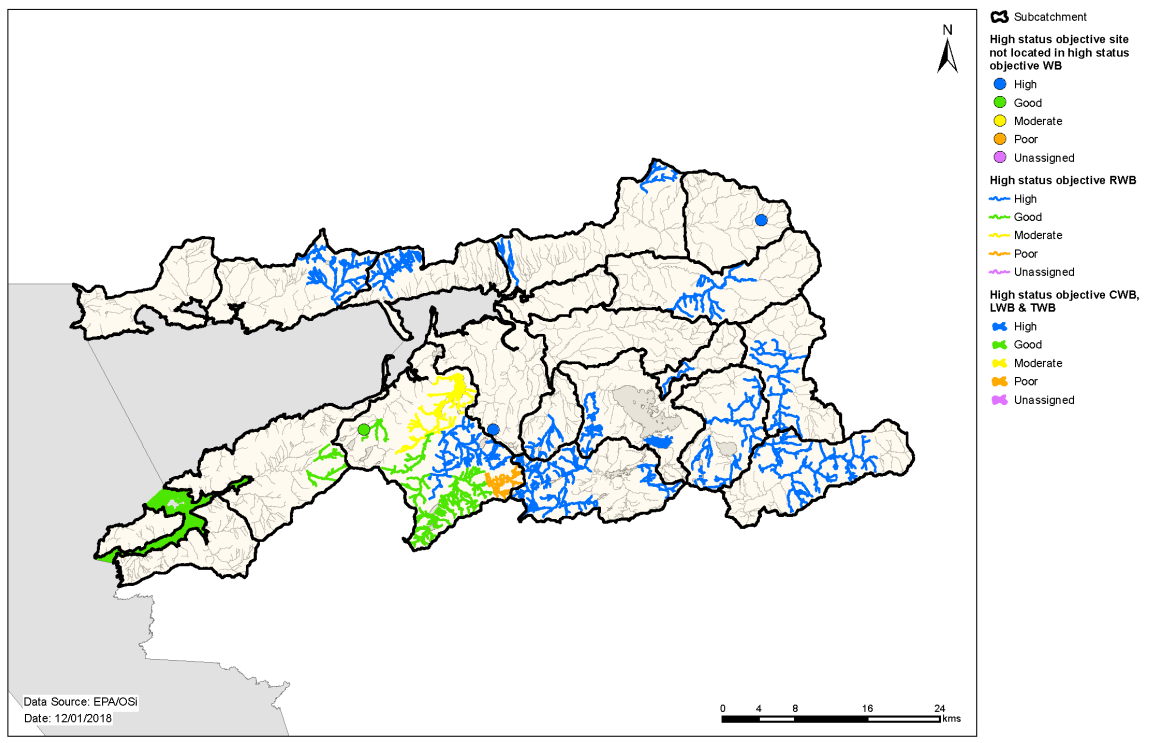 N
Subcatchment
High status objective site
not located in high status
objective WB
High
Good
Moderate
Poor
Unassigned
High status objective RWB
High
Good
Moderate
Poor
Unassigned
High status objective CWB,
LWB & TWB
High
Good
Moderate
Poor
Unassigned
Data Source: EPA/OSi
Date: 12/01/2018
0 4 8 16 24
kms